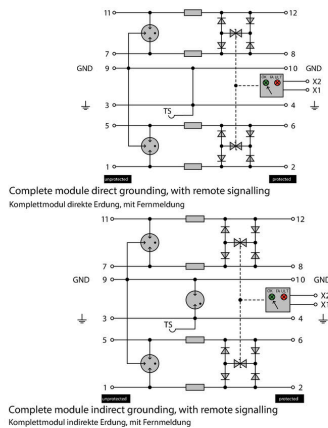 11 12
7 8
GND 9 10 GND
X2
X1
3 4
TS
5 6
1 2
unprotected protected
Complete module direct grounding, with remote signalling
Komplettmodul direkte Erdung, mit Fernmeldung
11 12
7 8
GND 9 10 GND
X2
X1
3 4
TS
5 6
1 2
unprotected protected
Complete module indirect grounding, with remote signalling
Komplettmodul indirekte Erdung, mit Fernmeldung